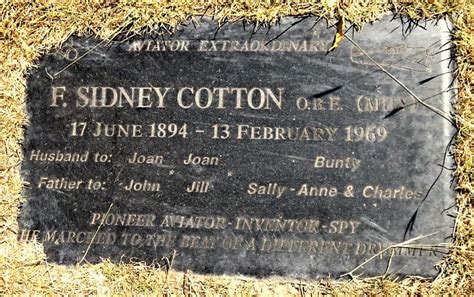 AVIATOR EXTRAORDINARY
F. SIDNEY COTTON O.B.E. (MIL)
17 JUNE 1894 - 13 FEBRUARY 1969
Husband to: Joan Joan Bunty
Father to: John Jill Sally-Anne & Charles
PIONEER AVIATOR-INVENTOR-SPY
HE MARCHED TO THE BEAT OF A DIFFERENT DRUMMER